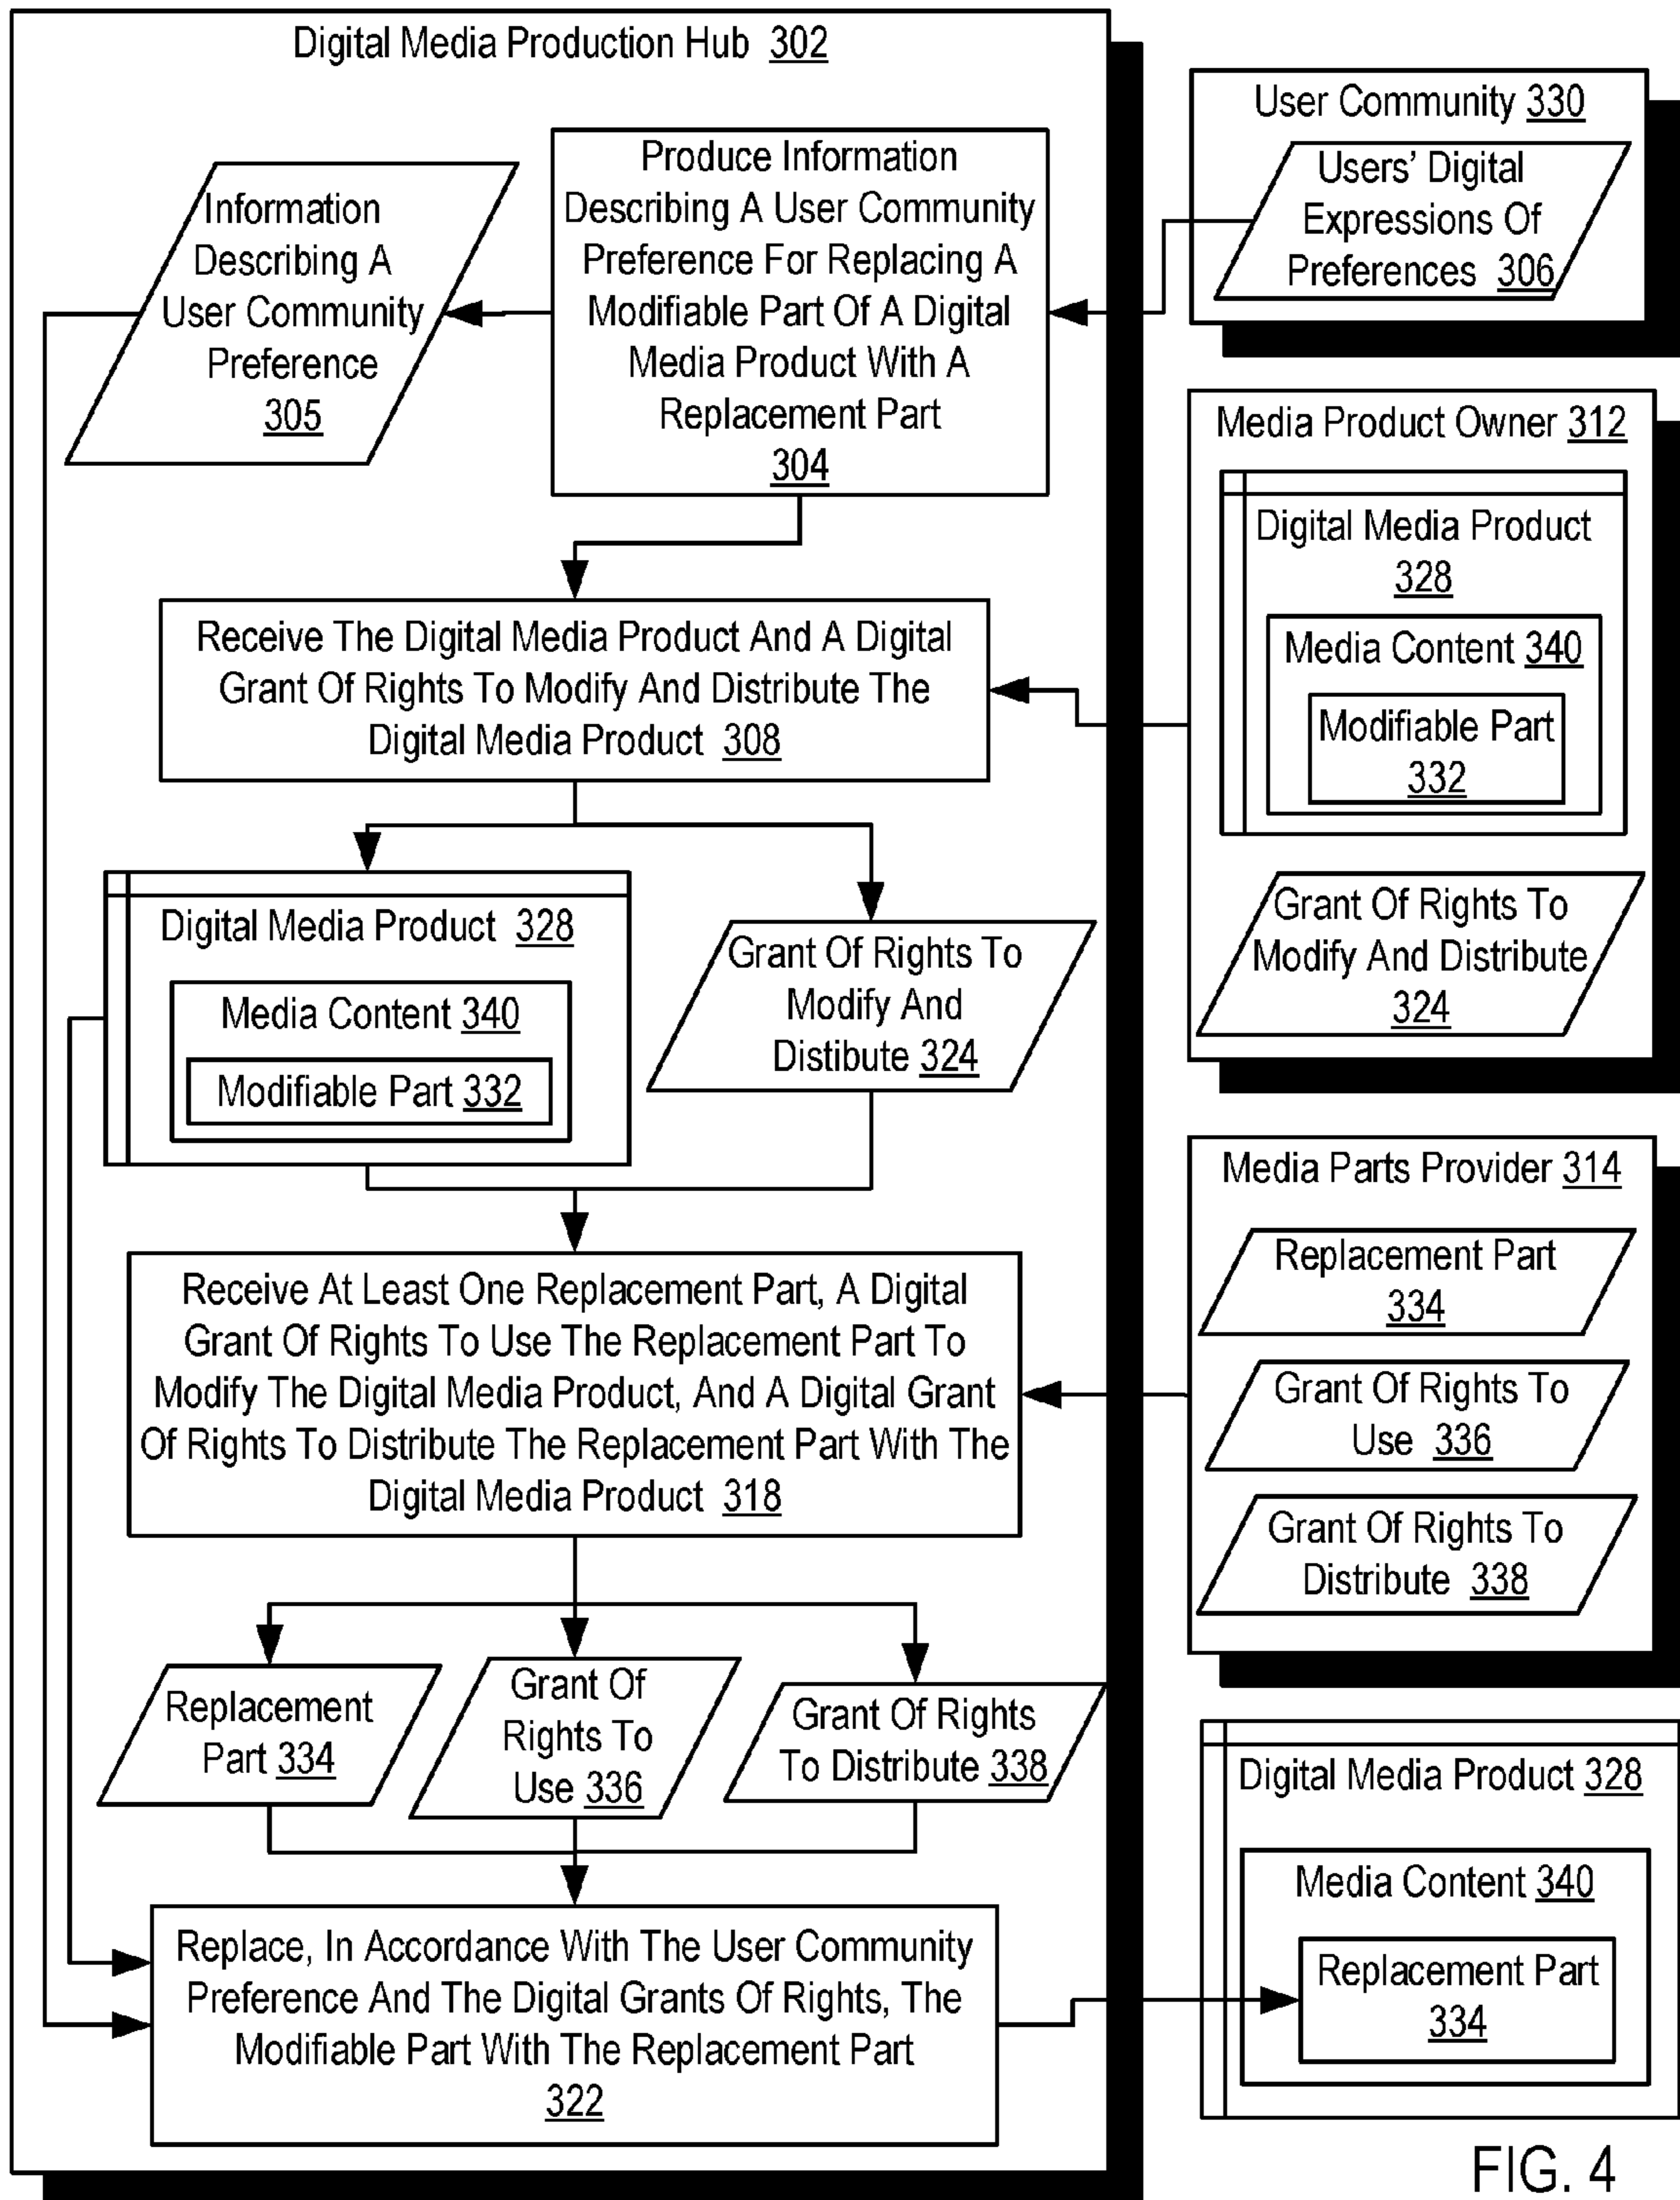 Digital Media Production Hub 302
Information
Describing A
User Community
Preference
305
Produce Information
Describing A User Community
Preference For Replacing A
Modifiable Part Of A Digital
Media Product With A
Replacement Part
304
User Community 330
Users' Digital
Expressions Of
Preferences 306
Receive The Digital Media Product And A Digital
Grant Of Rights To Modify And Distribute The
Digital Media Product 308
Media Product Owner 312
Digital Media Product
328
Media Content 340
Modifiable Part
332
Grant Of Rights To
Modify And Distribute
324
Digital Media Product 328
Media Content 340
Modifiable Part 332
Grant Of Rights To
Modify And
Distibute 324
Receive At Least One Replacement Part, A Digital
Grant Of Rights To Use The Replacement Part To
Modify The Digital Media Product, And A Digital Grant
Of Rights To Distribute The Replacement Part With The
Digital Media Product 318
Media Parts Provider 314
Replacement Part
334
Grant Of Rights To
Use 336
Grant Of Rights To
Distribute 338
Replacement
Part 334
Grant Of
Rights To
Use 336
Grant Of Rights
To Distribute 338
Replace, In Accordance With The User Community
Preference And The Digital Grants Of Rights, The
Modifiable Part With The Replacement Part
322
Digital Media Product 328
Media Content 340
Replacement Part
334
FIG. 4